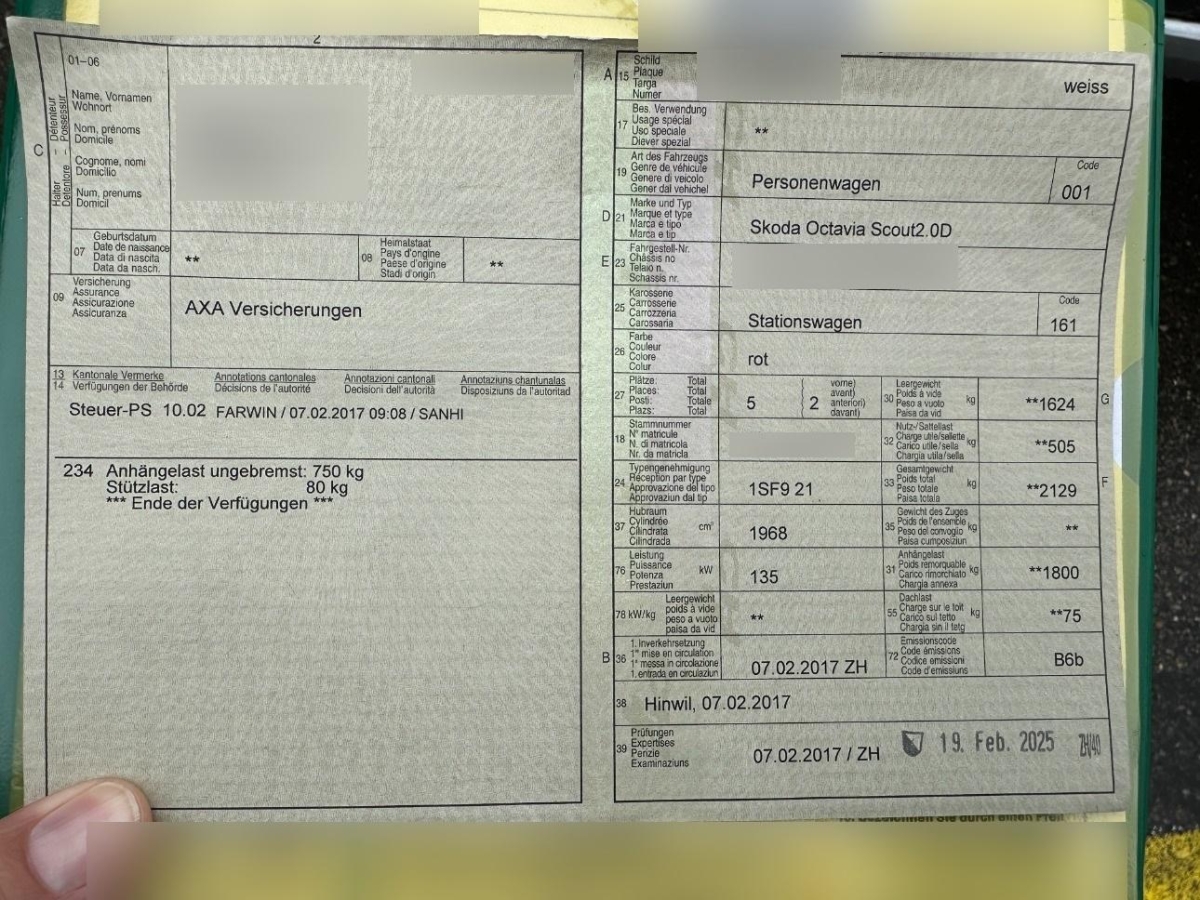 2
01-06
C
Halter – Détenteur
Detentore – Possessur
Name, Vornamen
Wohnort
Nom, prénoms
Domicile
Cognome, nomi
Domicilio
Num, prenums
Domicil
07
Geburtsdatum
Date de naissance
Data di nascita
Data da nasch.
**
08
Heimatstaat
Pays d'origine
Paese d'origine
Stadi d'origin
**
09
Versicherung
Assurance
Assicurazione
Assicuranza
AXA Versicherungen
13 Kantonale Vermerke Annotations cantonales Annotazioni cantonali Annotaziuns chantunalas
14 Verfügungen der Behörde Décisions de l'autorité Decisioni dell'autorità Disposiziuns da l'autoritad
Steuer-PS 10.02 FARWIN / 07.02.2017 09:08 / SANHI
234 Anhängelast ungebremst: 750 kg
Stützlast: 80 kg
*** Ende der Verfügungen ***
A 15
Schild
Plaque
Targa
Numer
weiss
17
Bes. Verwendung
Usage spécial
Uso speciale
Diever spezial
**
19
Art des Fahrzeugs
Genre de véhicule
Genere di veicolo
Gener dal vehichel
Personenwagen
Code
001
D 21
Marke und Typ
Marque et type
Marca e tipo
Marca e tip
Skoda Octavia Scout2.0D
E 23
Fahrgestell-Nr.
Châssis no
Telaio n.
Schassis nr.
25
Karosserie
Carrosserie
Carrozzeria
Carossaria
Stationswagen
Code
161
26
Farbe
Couleur
Colore
Colur
rot
27
Plätze: Total
Places: Total
Posti: Totale
Plazs: Total
5
2
vorne)
avant)
anteriori)
davant)
30
Leergewicht
Poids à vide
Peso a vuoto
Paisa da vid
kg
**1624
G
18
Stammnummer
N° matricule
N. di matricola
Nr. da matricla
32
Nutz-/Sattellast
Charge utile/sellette
Carico utile/sella
Chargia utila/sella
kg
**505
24
Typengenehmigung
Réception par type
Approvazione del tipo
Approvaziun dal tip
1SF9 21
33
Gesamtgewicht
Poids total
Peso totale
Paisa totala
kg
**2129
F
37
Hubraum
Cylindrée
Cilindrata
Cilindrada
cm³
1968
35
Gewicht des Zuges
Poids de l'ensemble
Peso del convoglio
Paisa cumposiziun
kg
**
76
Leistung
Puissance
Potenza
Prestaziun
kW
135
31
Anhängelast
Poids remorquable
Carico rimorchiato
Chargia annexa
kg
**1800
78 kW/kg
Leergewicht
poids à vide
peso a vuoto
paisa da vid
**
55
Dachlast
Charge sur le toit
Carico sul tetto
Chargia sin il tetg
kg
**75
B 36
1. Inverkehrsetzung
1re mise en circulation
1a messa in circolazione
1. entrada en circulaziun
07.02.2017 ZH
72
Emissionscode
Code émissions
Codice emissioni
Code d'emissiuns
B6b
38 Hinwil, 07.02.2017
39
Prüfungen
Expertises
Perizie
Examinaziuns
07.02.2017 / ZH
19. Feb. 2025 ZH/40